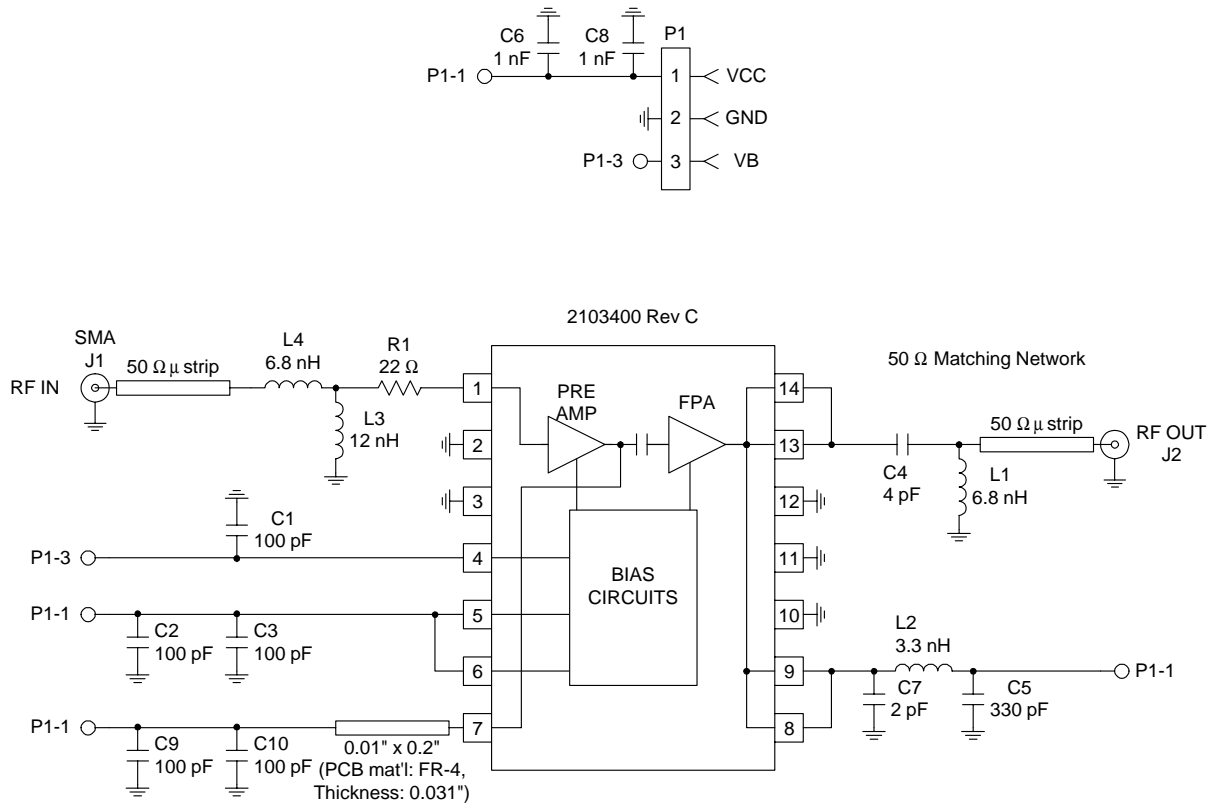 C6
1 nF
C8
1 nF
P1
P1-1
1
VCC
2
GND
P1-3
3
VB
2103400 Rev C
SMA
J1
RF IN
50 Ω μ strip
L4
6.8 nH
R1
22 Ω
L3
12 nH
1
2
3
4
5
6
7
PRE
AMP
FPA
BIAS
CIRCUITS
14
13
12
11
10
9
8
50 Ω Matching Network
50 Ω μ strip
RF OUT
J2
C4
4 pF
L1
6.8 nH
C1
100 pF
P1-3
P1-1
C2
100 pF
C3
100 pF
L2
3.3 nH
P1-1
C7
2 pF
C5
330 pF
P1-1
C9
100 pF
C10
100 pF
0.01" x 0.2"
(PCB mat'l: FR-4,
Thickness: 0.031")